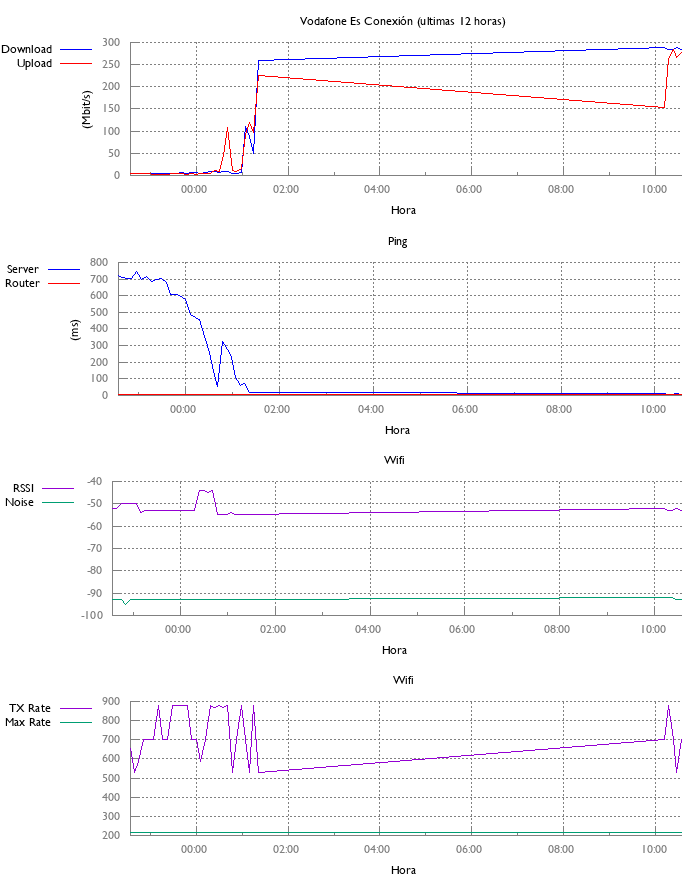 Vodafone Es Conexión (ultimas 12 horas)
Download
Upload
300
250
200
150
100
50
0
(Mbit/s)
00:00 02:00 04:00 06:00 08:00 10:00
Hora
Ping
Server
Router
800
700
600
500
400
300
200
100
0
(ms)
00:00 02:00 04:00 06:00 08:00 10:00
Hora
Wifi
RSSI
Noise
-40
-50
-60
-70
-80
-90
-100
00:00 02:00 04:00 06:00 08:00 10:00
Hora
Wifi
TX Rate
Max Rate
900
800
700
600
500
400
300
200
00:00 02:00 04:00 06:00 08:00 10:00
Hora